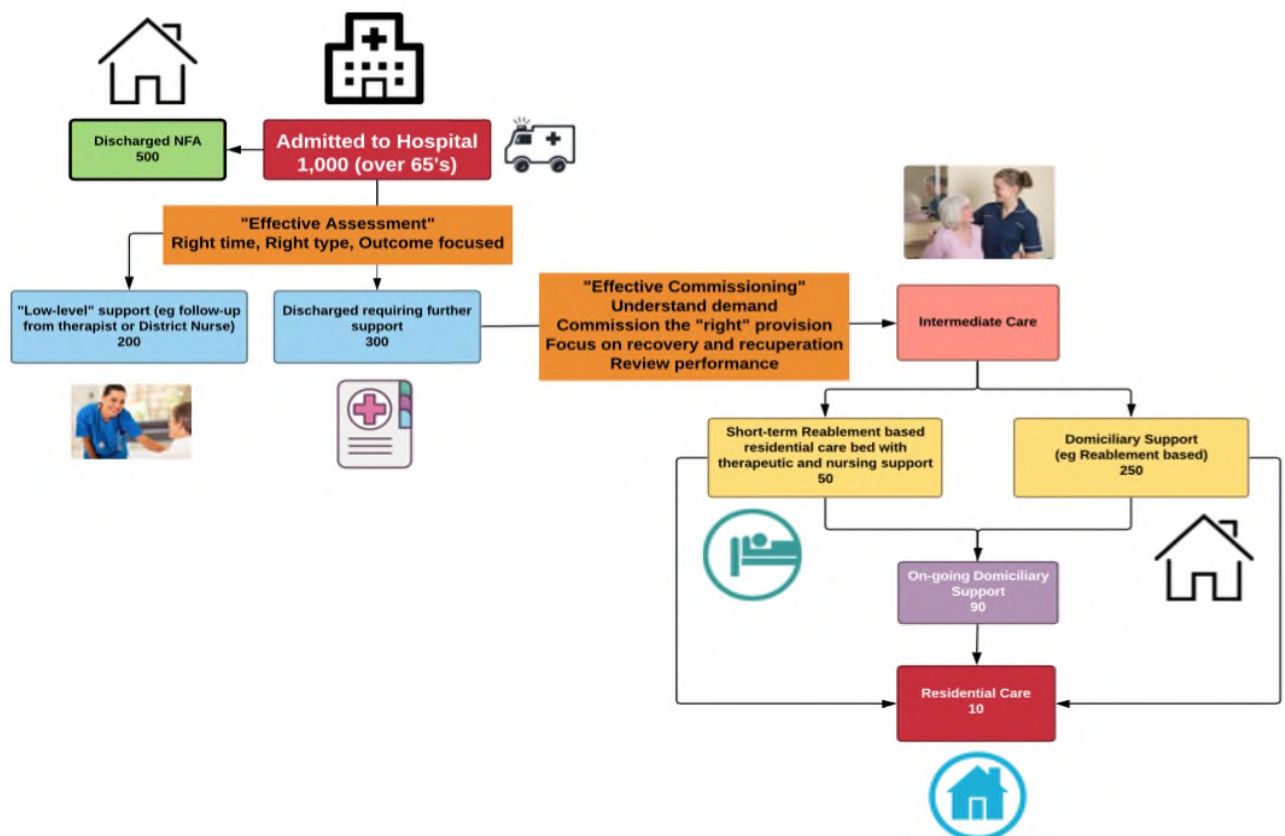 Discharged NFA
500
Admitted to Hospital
1,000 (over 65's)
"Effective Assessment"
Right time, Right type, Outcome focused
"Low-level" support (eg follow-up
from therapist or District Nurse)
200
Discharged requiring further
support
300
"Effective Commissioning"
Understand demand
Commission the "right" provision
Focus on recovery and recuperation
Review performance
Intermediate Care
Short-term Reablement based
residential care bed with
therapeutic and nursing support
50
Domiciliary Support
(eg Reablement based)
250
On-going Domiciliary
Support
90
Residential Care
10